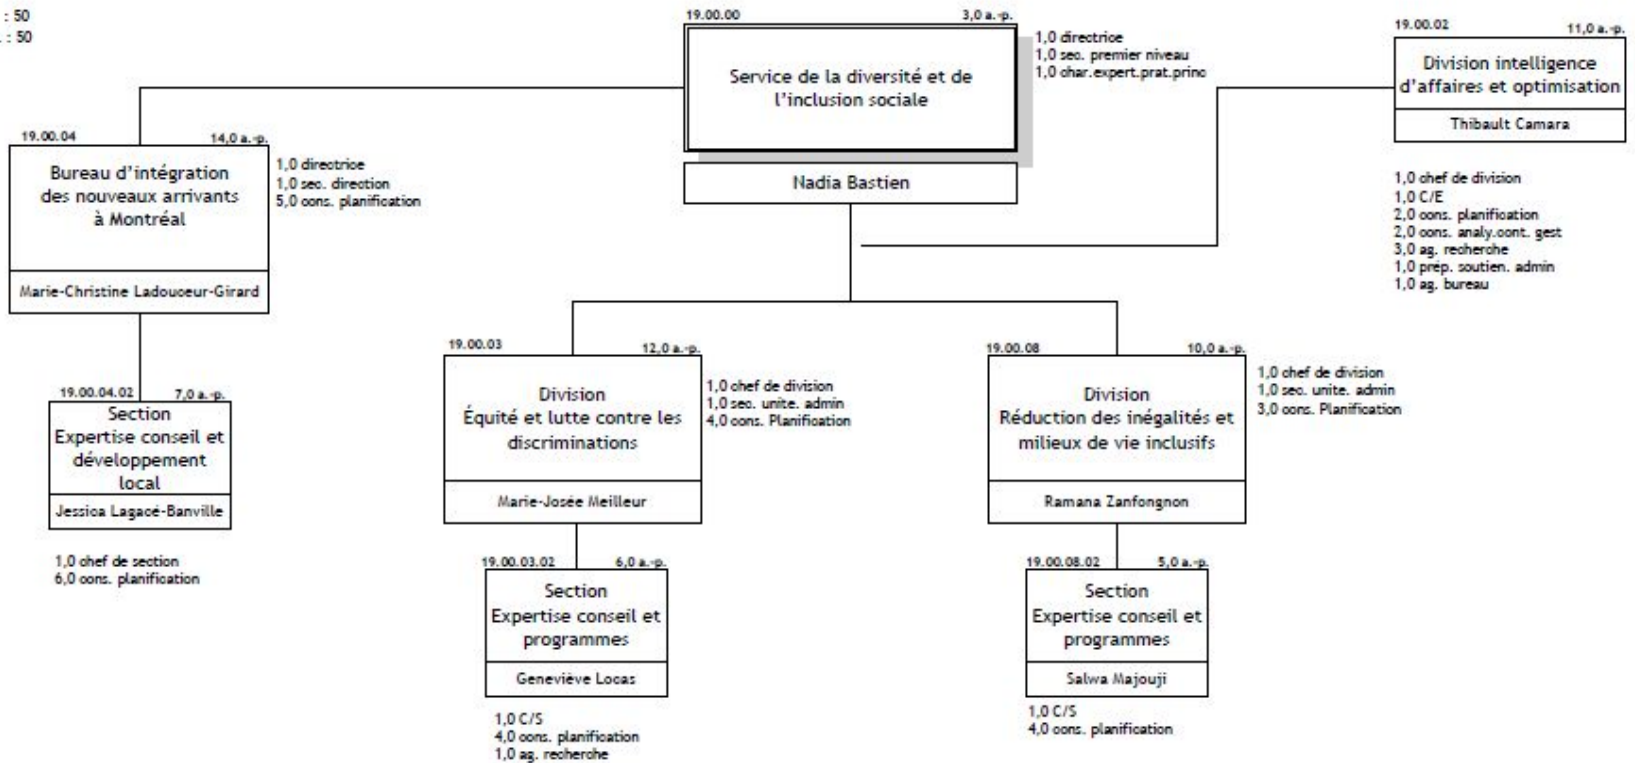 : 50
: 50
19.00.00 3,0 a.-p.
Service de la diversité et de
l'inclusion sociale
Nadia Bastien
1,0 directrice
1,0 sec. premier niveau
1,0 char.expert.prat.princ
19.00.02 11,0 a.-p.
Division intelligence
d'affaires et optimisation
Thibault Camara
1,0 chef de division
1,0 C/E
2,0 cons. planification
2,0 cons. analy.cont. gest
3,0 ag. recherche
1,0 prép. soutien. admin
1,0 ag. bureau
19.00.04 14,0 a.-p.
Bureau d'intégration
des nouveaux arrivants
à Montréal
Marie-Christine Ladouceur-Girard
1,0 directrice
1,0 sec. direction
5,0 cons. planification
19.00.04.02 7,0 a.-p.
Section
Expertise conseil et
développement
local
Jessica Lagacé-Banville
1,0 chef de section
6,0 cons. planification
19.00.03 12,0 a.-p.
Division
Équité et lutte contre les
discriminations
Marie-Josée Meilleur
1,0 chef de division
1,0 sec. unite. admin
4,0 cons. Planification
19.00.03.02 6,0 a.-p.
Section
Expertise conseil et
programmes
Geneviève Locas
1,0 C/S
4,0 cons. planification
1,0 ag. recherche
19.00.08 10,0 a.-p.
Division
Réduction des inégalités et
milieux de vie inclusifs
Ramana Zanfongnon
1,0 chef de division
1,0 sec. unite. admin
3,0 cons. Planification
19.00.08.02 5,0 a.-p.
Section
Expertise conseil et
programmes
Salwa Majouji
1,0 C/S
4,0 cons. planification